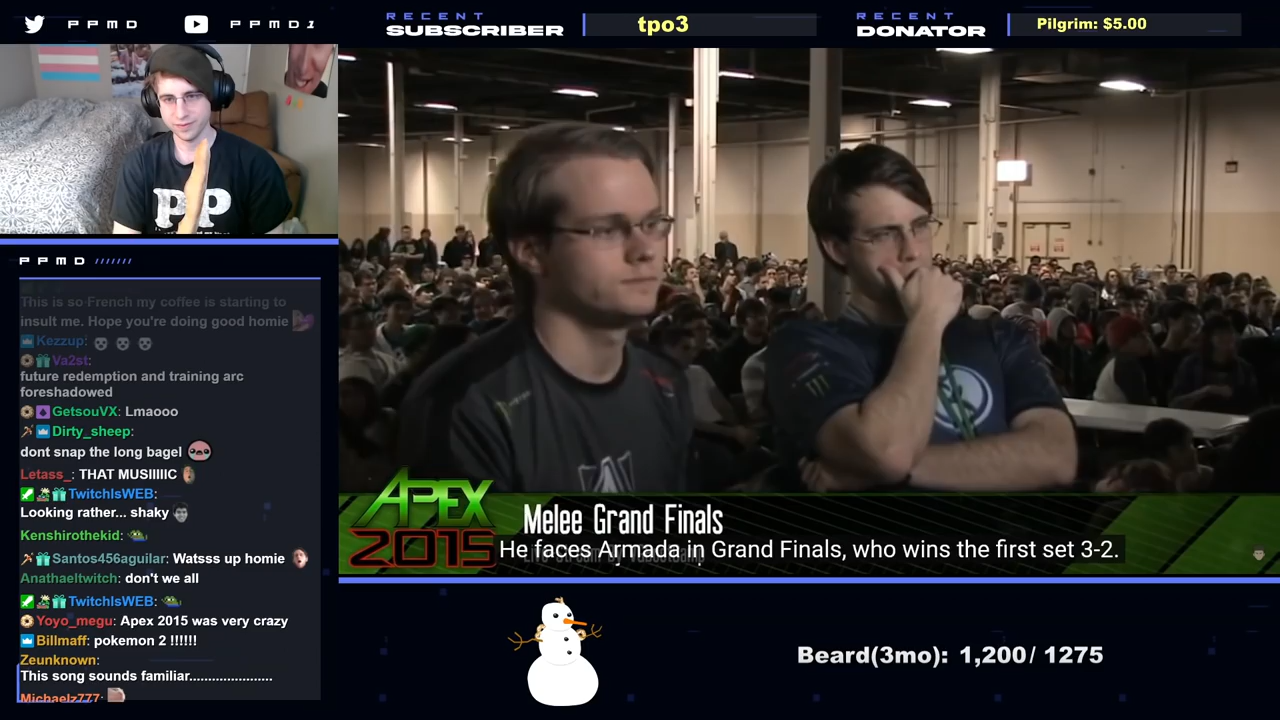 PPMD
PPMD1
RECENT
SUBSCRIBER
tpo3
RECENT
DONATOR
Pilgrim: $5.00
PP
PPMD ///////
This is so French my coffee is starting to
insult me. Hope you're doing good homie
Kezzup:
Va2st:
future redemption and training arc
foreshadowed
GetsouVX: Lmaooo
Dirty_sheep:
dont snap the long bagel
Letass_: THAT MUSIIIIIC
TwitchIsWEB:
Looking rather... shaky
Kenshirothekid:
Santos456aguilar: Watsss up homie
Anathaeltwitch: don't we all
TwitchIsWEB:
Yoyo_megu: Apex 2015 was very crazy
Billmaff: pokemon 2 !!!!!!
Zeunknown:
This song sounds familiar.....................
Michaelz777:
APEX
2015
Melee Grand Finals
He faces Armada in Grand Finals, who wins the first set 3-2.
Beard(3mo): 1,200/ 1275